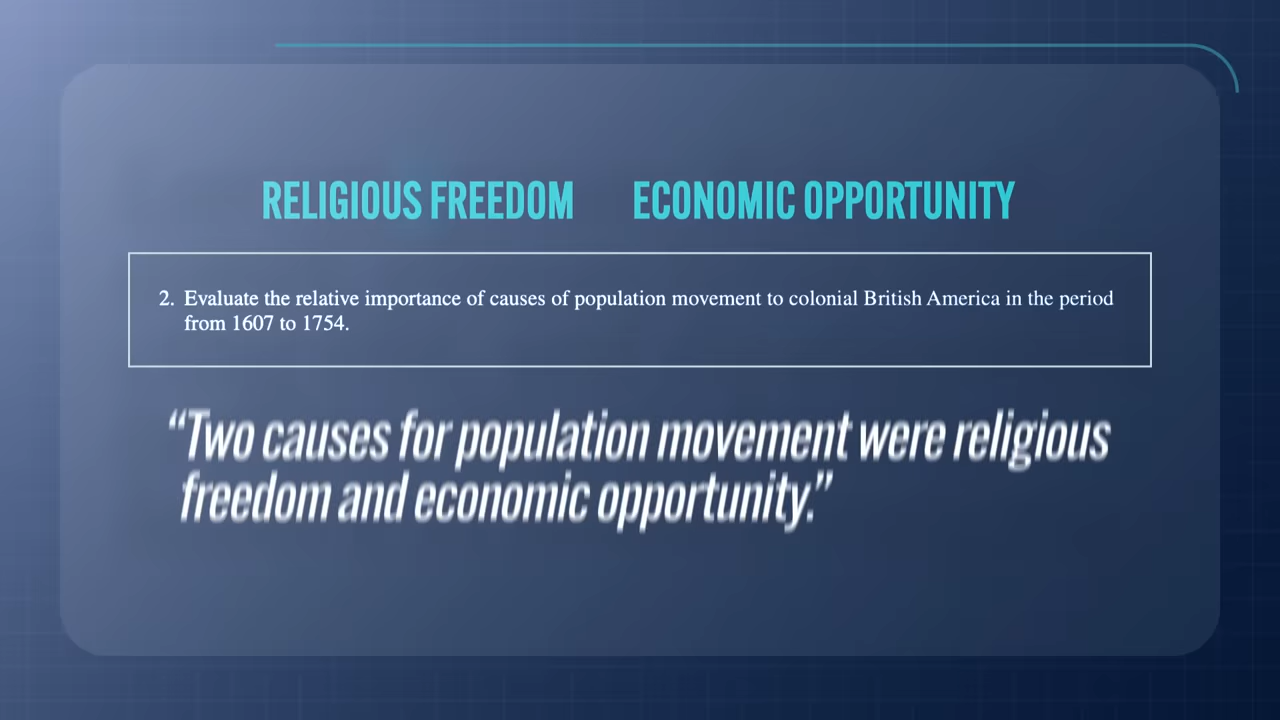 RELIGIOUS FREEDOM ECONOMIC OPPORTUNITY
2. Evaluate the relative importance of causes of population movement to colonial British America in the period
from 1607 to 1754.
“Two causes for population movement were religious
freedom and economic opportunity.”